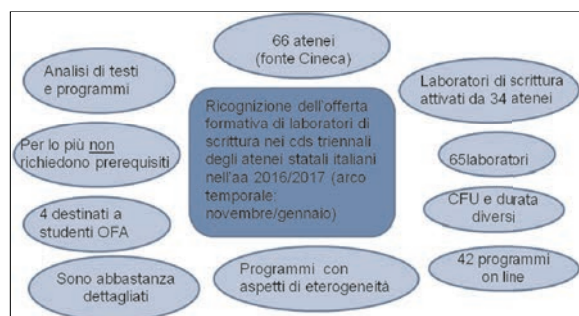 66 atenei
(fonte Cineca)
Analisi di testi
e programmi
Laboratori di scrittura
attivati da 34 atenei
Ricognizione dell'offerta
formativa di laboratori di
scrittura nei cds triennali
degli atenei statali italiani
nell'aa 2016/2017 (arco
temporale:
novembre/gennaio)
Per lo più non
richiedono prerequisiti
65laboratori
4 destinati a
studenti OFA
CFU e durata
diversi
Sono abbastanza
dettagliati
Programmi con
aspetti di eterogeneità
42 programmi
on line